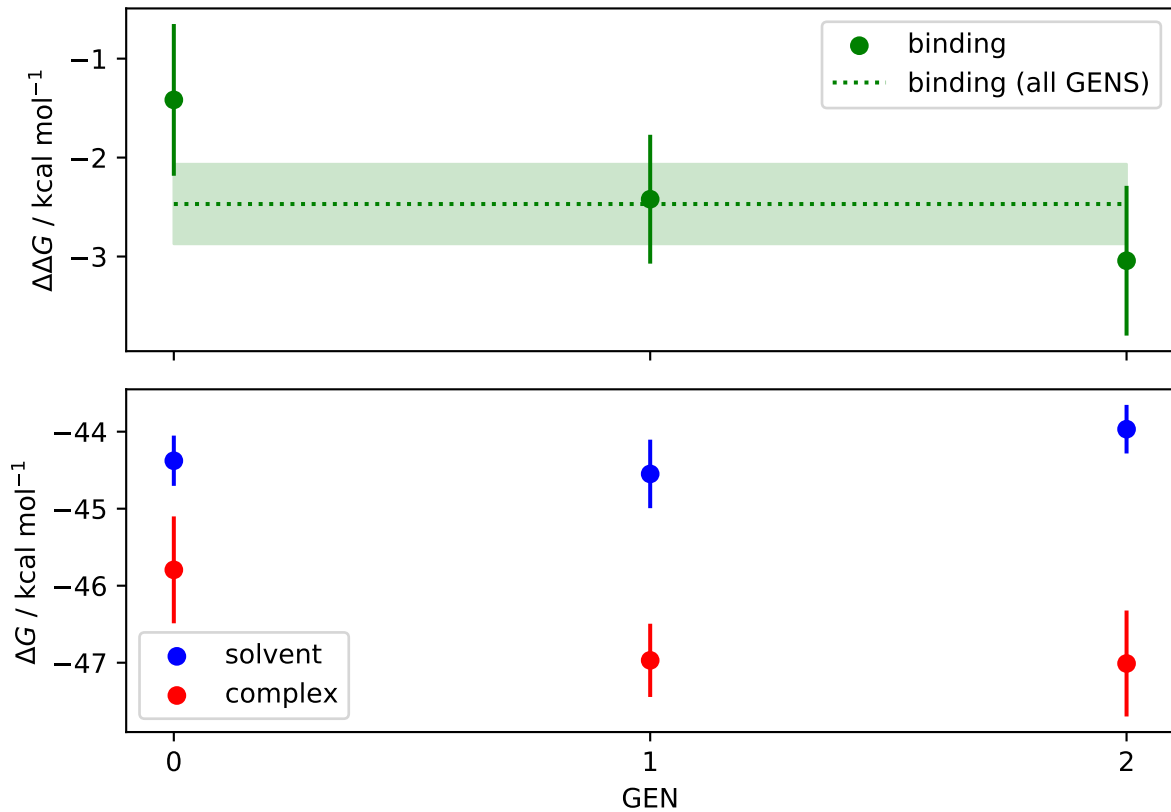 ΔΔG / kcal mol⁻¹
−1
−2
−3
binding
binding (all GENS)
ΔG / kcal mol⁻¹
−44
−45
−46
−47
solvent
complex
0
1
2
GEN